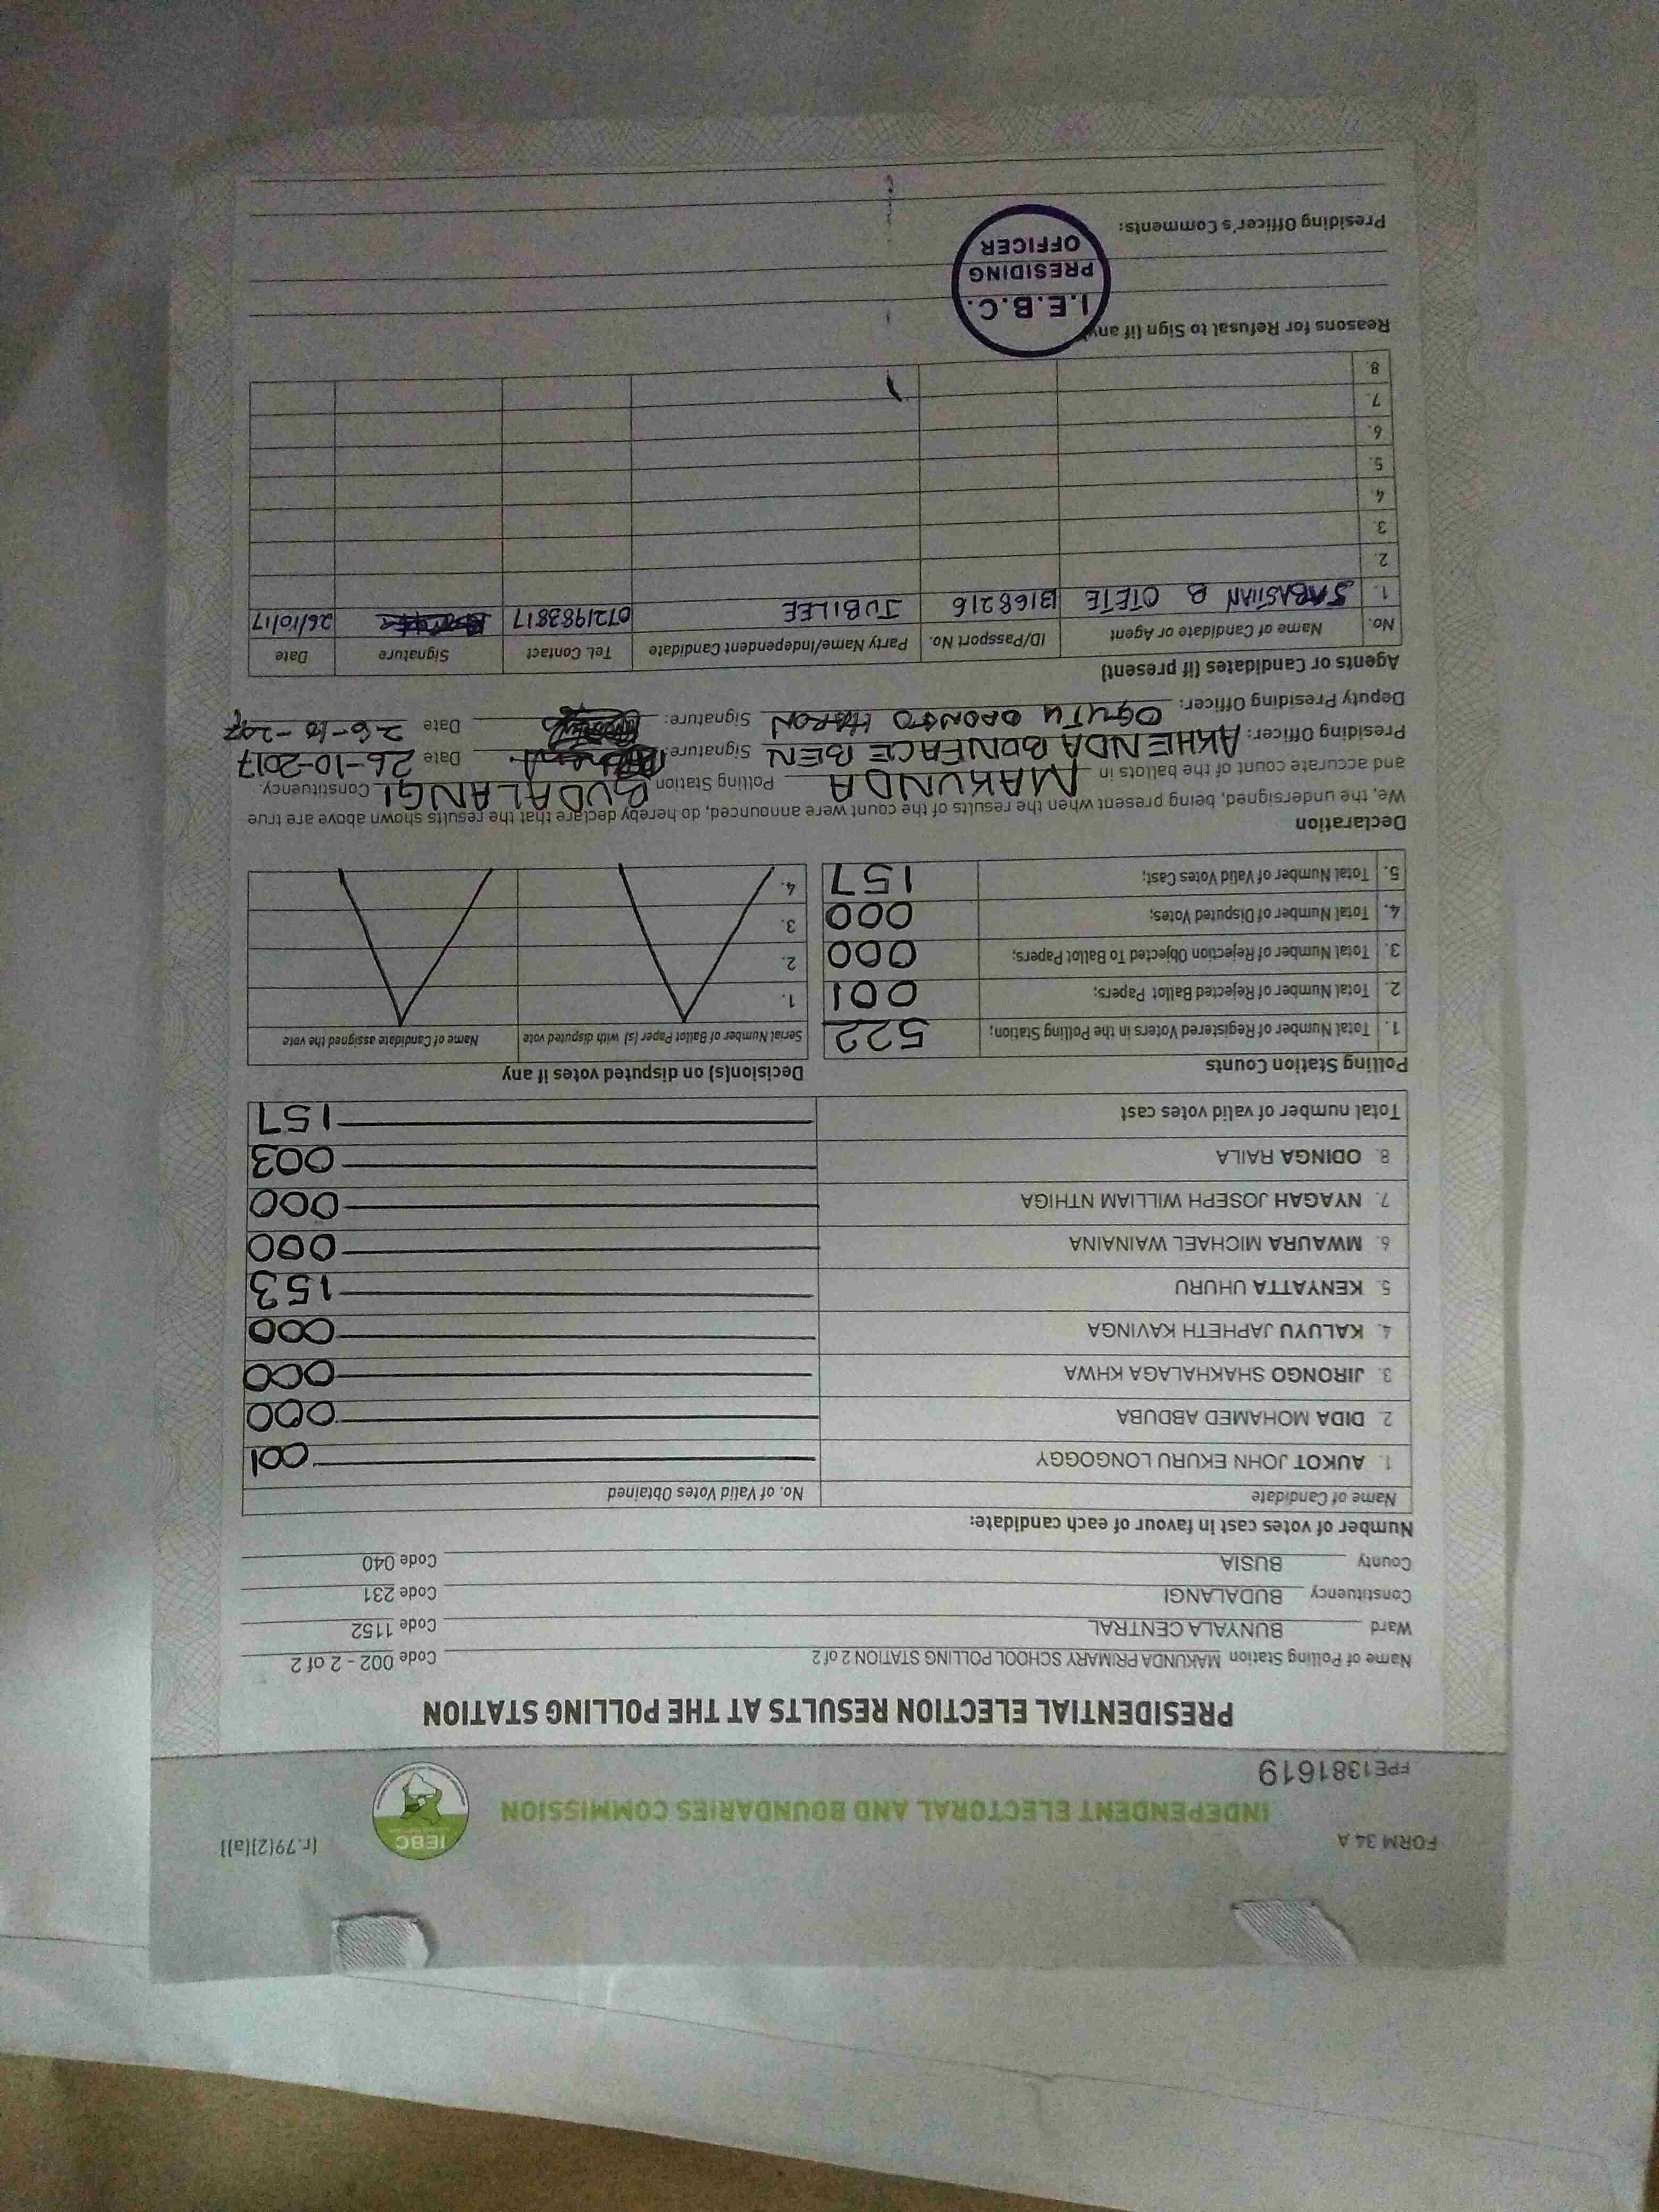 FORM 34 A
[r.79(2)(a)]
INDEPENDENT ELECTORAL AND BOUNDARIES COMMISSION
IEBC
FPE1381619
PRESIDENTIAL ELECTION RESULTS AT THE POLLING STATION
Name of Polling Station MAKUNDA PRIMARY SCHOOL POLLING STATION 2 of 2 Code 002 - 2 of 2
Ward BUNYALA CENTRAL Code 1152
Constituency BUDALANGI Code 231
County BUSIA Code 040
Number of votes cast in favour of each candidate:
Name of Candidate No. of Valid Votes Obtained
1. AUKOT JOHN EKURU LONGOGGY 001
2. DIDA MOHAMED ABDUBA 000
3. JIRONGO SHAKHALAGA KHWA 000
4. KALUYU JAPHETH KAVINGA 000
5. KENYATTA UHURU 153
6. MWAURA MICHAEL WAINAINA 000
7. NYAGAH JOSEPH WILLIAM NTHIGA 000
8. ODINGA RAILA 003
Total number of valid votes cast 157
Polling Station Counts
1. Total Number of Registered Voters in the Polling Station; 522
2. Total Number of Rejected Ballot Papers; 001
3. Total Number of Rejection Objected To Ballot Papers; 000
4. Total Number of Disputed Votes; 000
5. Total Number of Valid Votes Cast; 157
Decision(s) on disputed votes if any
Serial Number of Ballot Paper (s) with disputed vote Name of Candidate assigned the vote
1.
2.
3.
4.
Declaration
We, the undersigned, being present when the results of the count were announced, do hereby declare that the results shown above are true
and accurate count of the ballots in MAKUNDA Polling Station BUDALANGI Constituency.
Presiding Officer: AKHENDA BONFACE BEN Signature: Date 26-10-2017
Deputy Presiding Officer: OGUTU Signature: Date
Agents or Candidates (if present)
No. Name of Candidate or Agent ID/Passport No. Party Name/Independent Candidate Tel. Contact Signature Date
1. SABASTIAN B OTETE 13168216 JUBILEE 0721983817 26/10/17
2.
3.
4.
5.
6.
7.
8.
Reasons for Refusal to Sign (if any)
I.E.B.C.
PRESIDING
OFFICER
Presiding Officer's Comments: